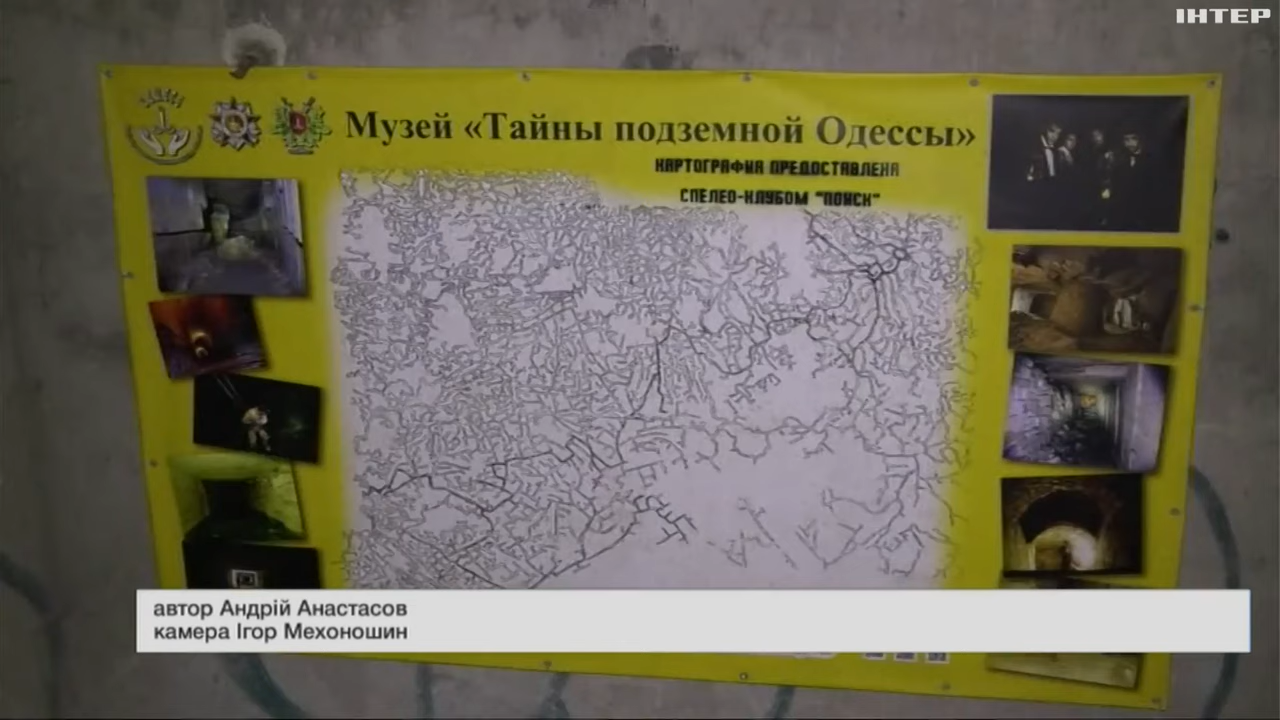 ІНТЕР
Музей «Тайны подземной Одессы»
КАРТОГРАФИЯ ПРЕДОСТАВЛЕНА
СПЕЛЕО-КЛУБОМ "ПОИСК"
автор Андрій Анастасов
камера Ігор Мехоношин